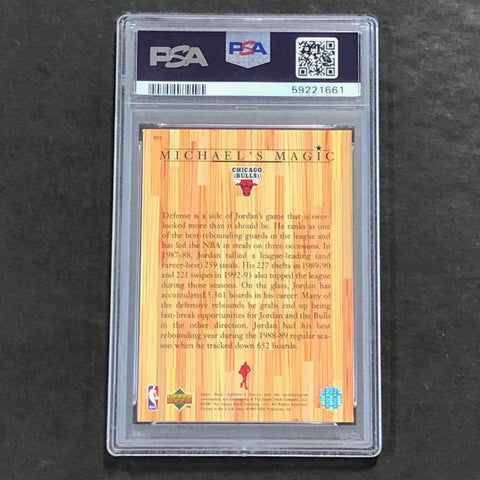 PSA
PSA
59221661
MICHAEL'S MAGIC
CHICAGO
BULLS
Defense is a side of Jordan's game that is over-
looked more than it should be. He ranks as one
of the best-rebounding guards in the league and
has led the NBA in steals on three occasions. In
1987-88, Jordan tallied a league-leading (and
career-best) 259 steals. His 227 thefts in 1989-90
and 221 swipes in 1992-93 also topped the league
during those seasons. On the glass, Jordan has
accumulated 5,361 boards in his career. Many of
the defensive rebounds he grabs end up being
fast-break opportunities for Jordan and the Bulls
in the other direction. Jordan had his best
rebounding year during the 1988-89 regular sea-
son when he tracked down 652 boards.